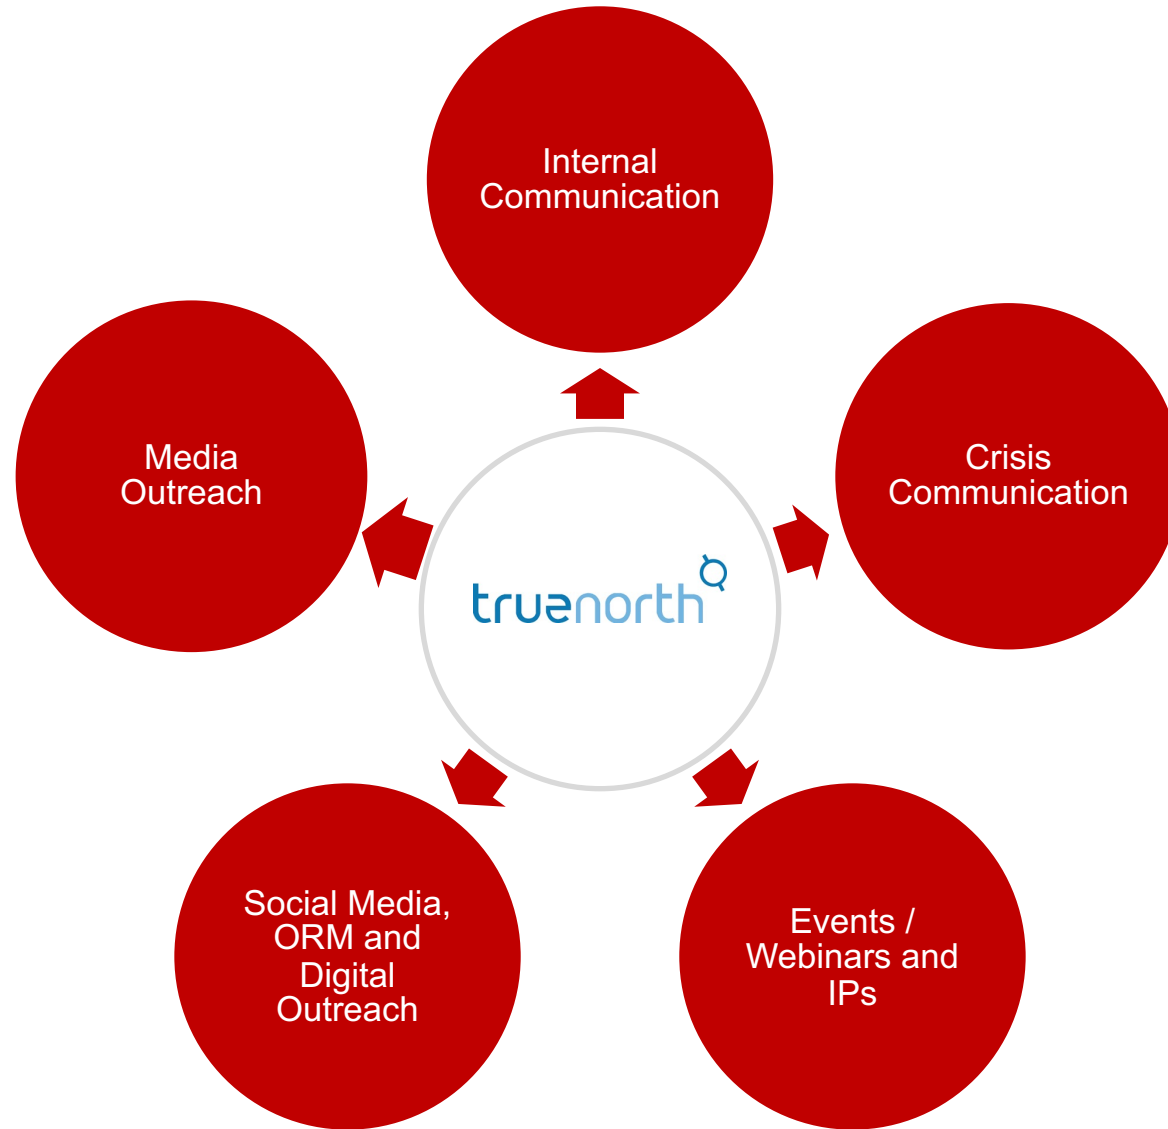 Internal
Communication
Media
Outreach
Crisis
Communication
truenorth
Social Media,
ORM and
Digital
Outreach
Events /
Webinars and
IPs